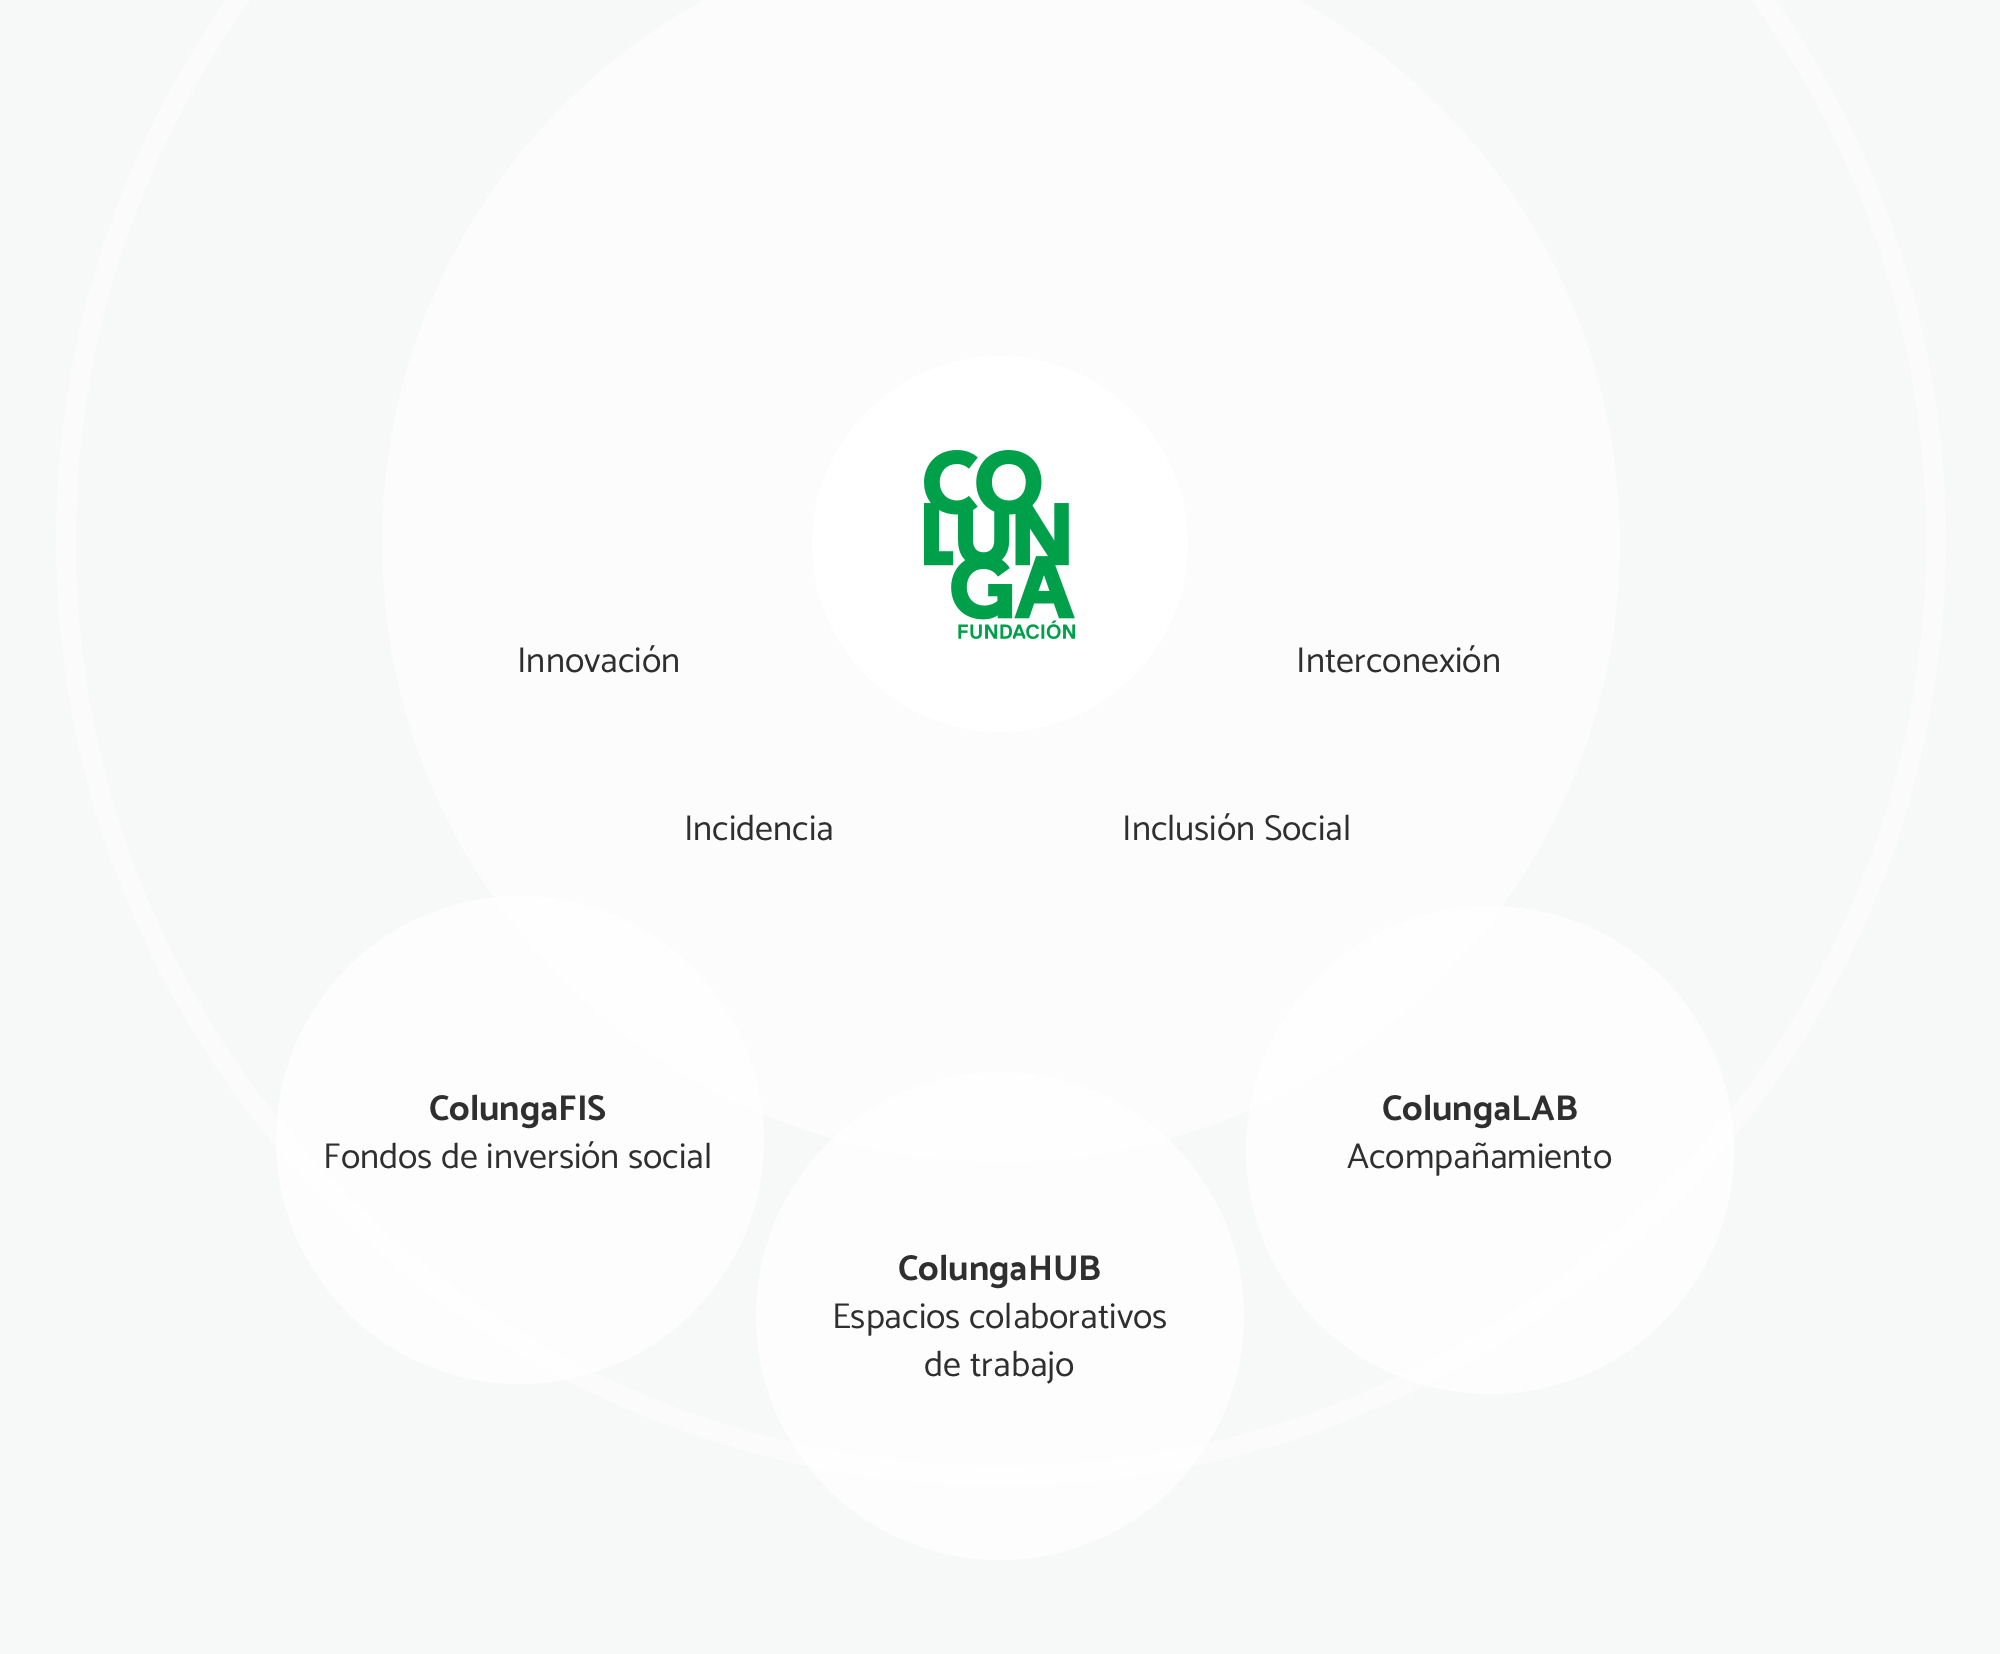 CO
LUN
GA
FUNDACIÓN
Innovación
Interconexión
Incidencia
Inclusión Social
ColungaFIS
Fondos de inversión social
ColungaHUB
Espacios colaborativos
de trabajo
ColungaLAB
Acompañamiento